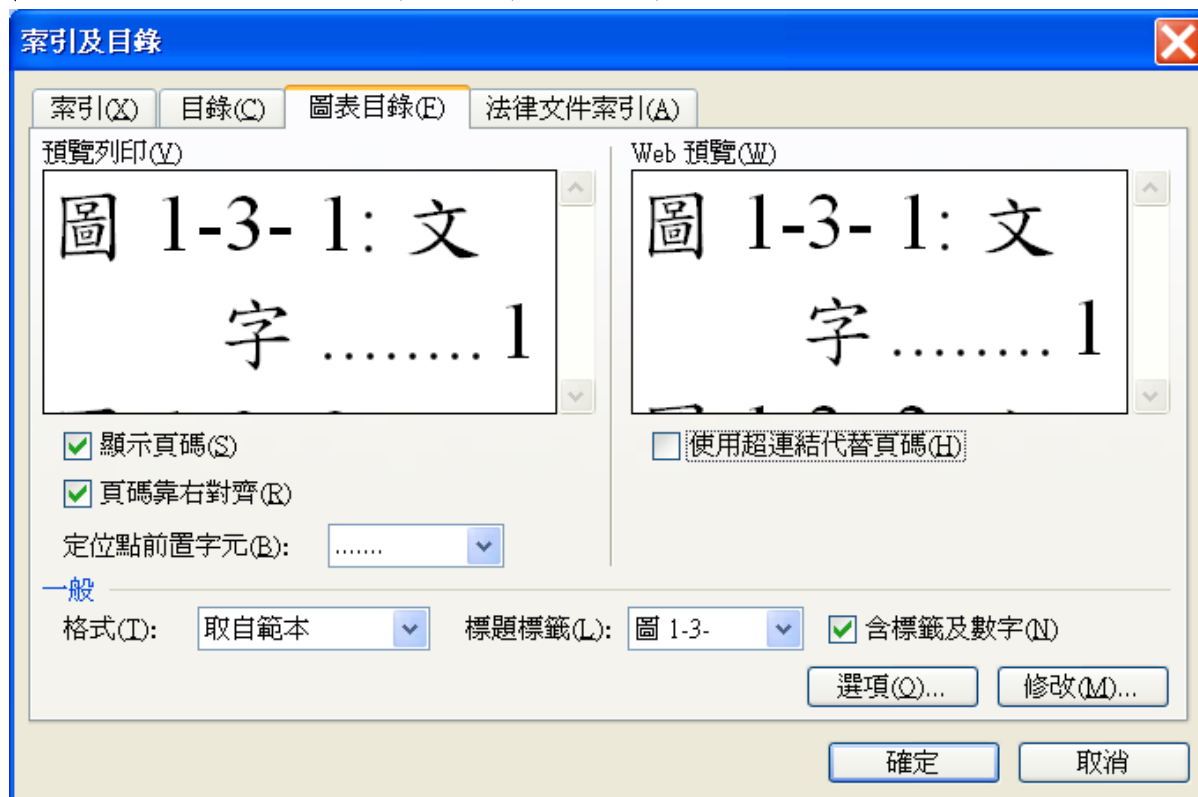 索引及目錄
索引(X) 目錄(C) 圖表目錄(F) 法律文件索引(A)
預覽列印(V)
圖 1-3- 1: 文
字 ........ 1
Web 預覽(W)
圖 1-3- 1: 文
字 ........ 1
顯示頁碼(S)
頁碼靠右對齊(R)
定位點前置字元(B): .......
使用超連結代替頁碼(H)
一般
格式(T): 取自範本 標題標籤(L): 圖 1-3- 含標籤及數字(N)
選項(O)... 修改(M)...
確定 取消